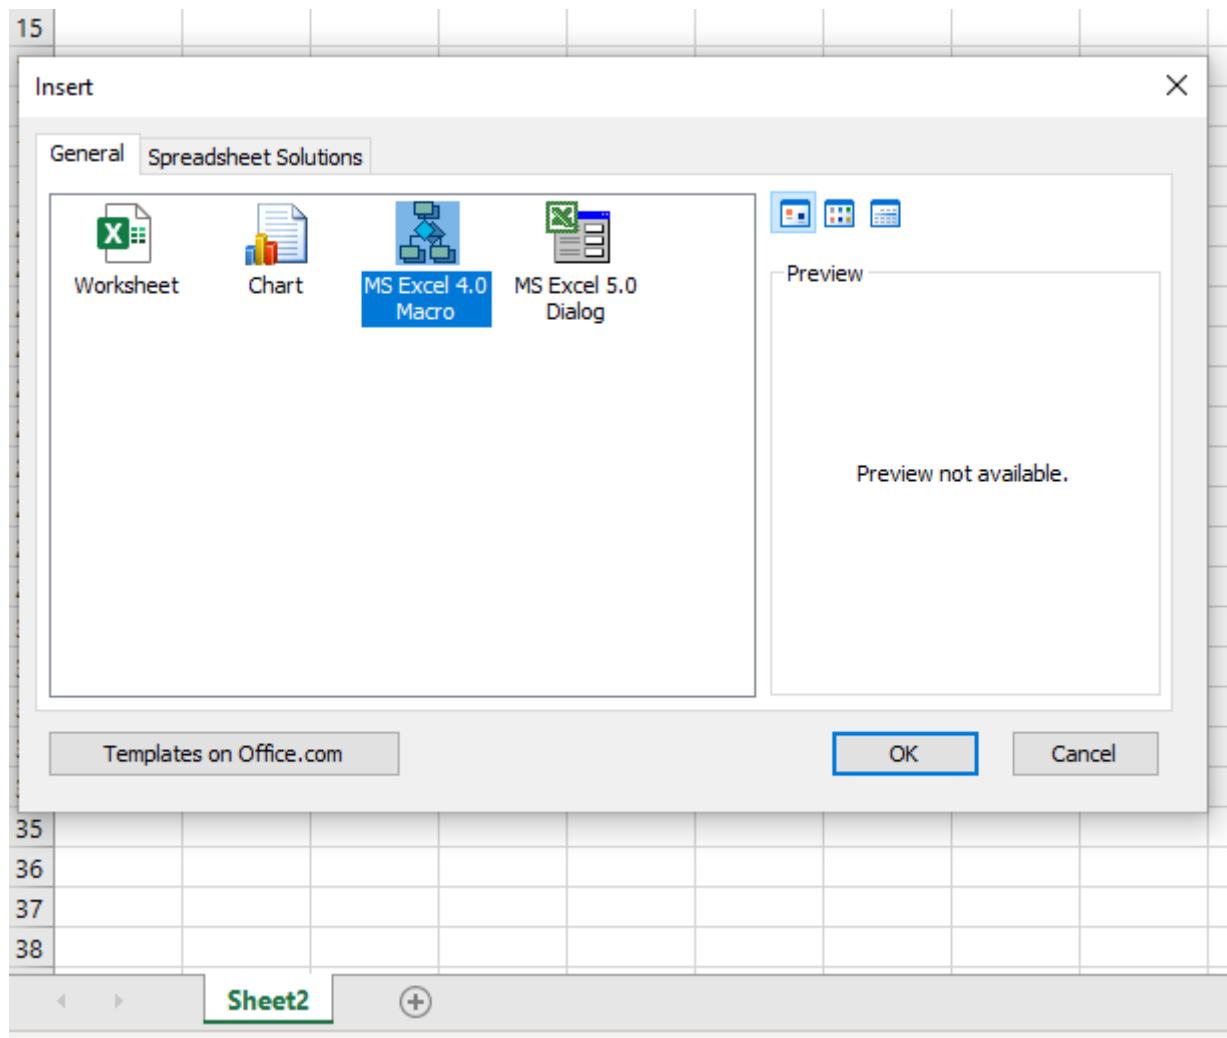 15
Insert
General
Spreadsheet Solutions
Worksheet
Chart
MS Excel 4.0
Macro
MS Excel 5.0
Dialog
Preview
Preview not available.
Templates on Office.com
OK
Cancel
35
36
37
38
Sheet2